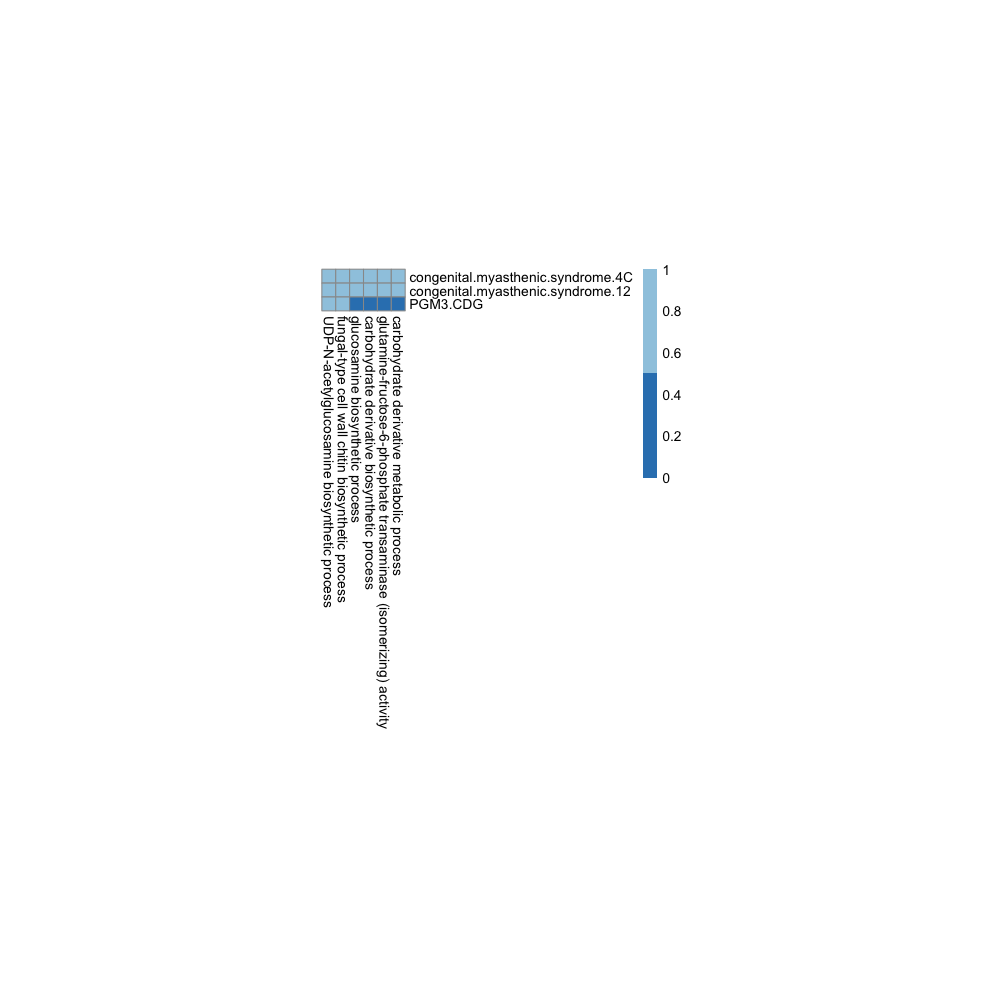 congenital.myasthenic.syndrome.4C
congenital.myasthenic.syndrome.12
PGM3.CDG
UDP-N-acetylglucosamine biosynthetic process
fungal-type cell wall chitin biosynthetic process
glucosamine biosynthetic process
carbohydrate derivative biosynthetic process
glutamine-fructose-6-phosphate transaminase (isomerizing) activity
carbohydrate derivative metabolic process
1
0.8
0.6
0.4
0.2
0